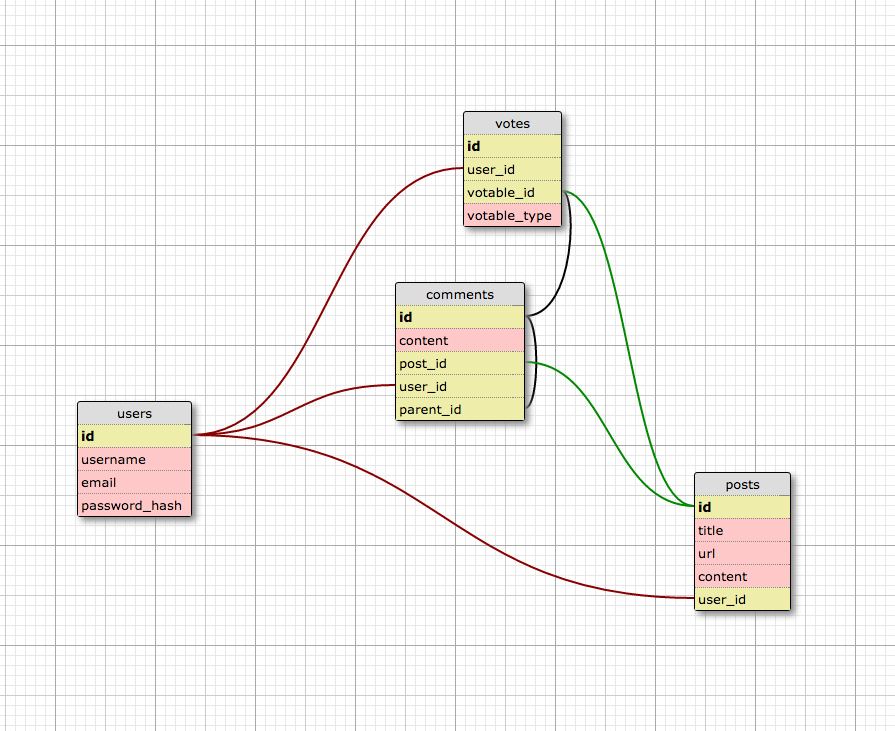 votes
id
user_id
votable_id
votable_type
comments
id
content
post_id
user_id
parent_id
users
id
username
email
password_hash
posts
id
title
url
content
user_id